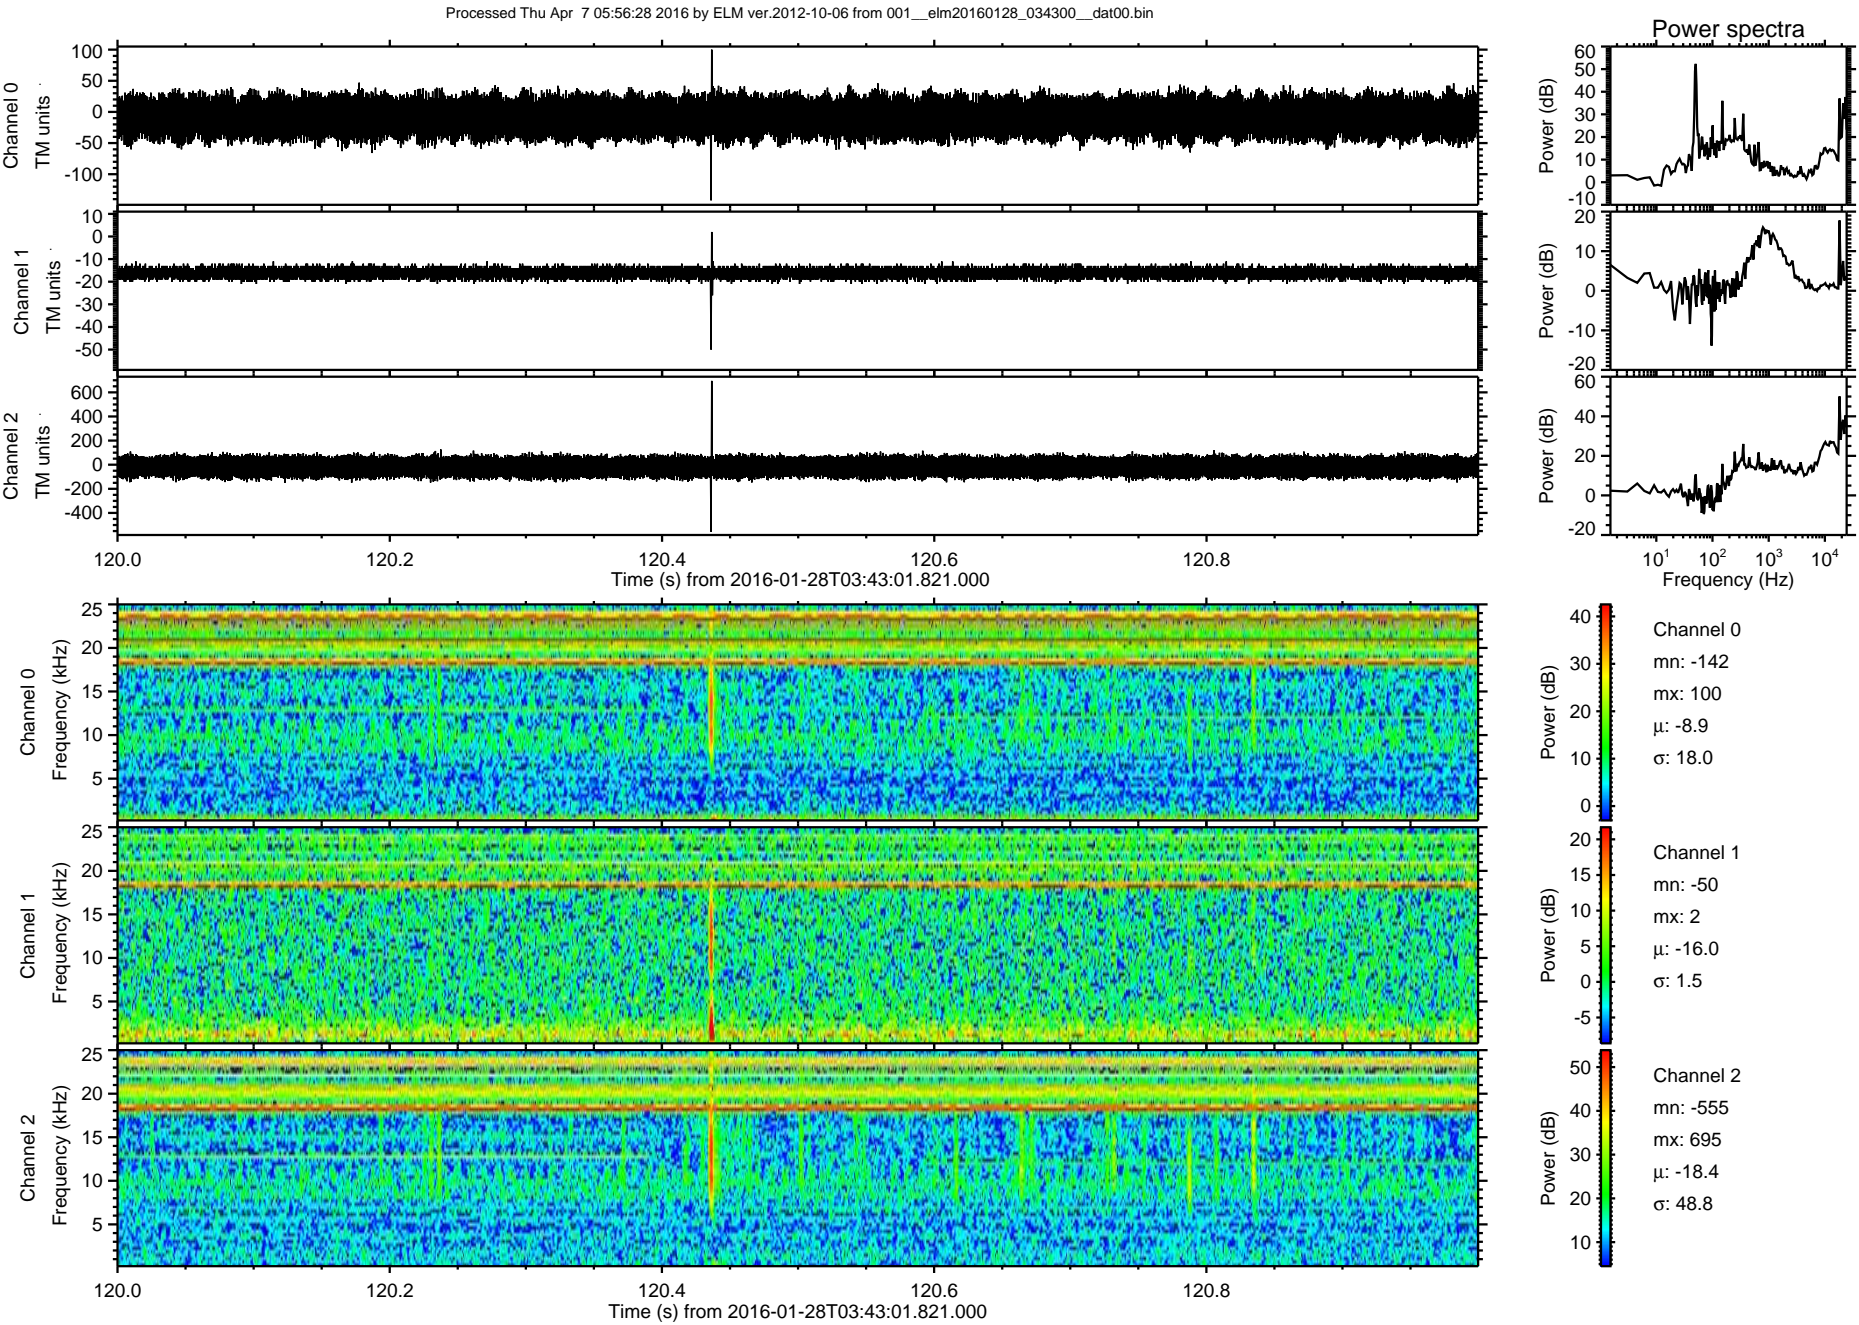 Processed Thu Apr  7 05:56:28 2016 by ELM ver.2012-10-06 from 001__elm20160128_034300__dat00.bin
Power spectra
Channel 0
TM units
100
50
0
-50
-100
Power (dB)
60
50
40
30
20
10
0
-10
Channel 1
TM units
10
0
-10
-20
-30
-40
-50
Power (dB)
20
10
0
-10
-20
Channel 2
TM units
600
400
200
0
-200
-400
Power (dB)
60
40
20
0
-20
120.0 120.2 120.4 120.6 120.8
Time (s) from 2016-01-28T03:43:01.821.000
10¹ 10² 10³ 10⁴
Frequency (Hz)
Channel 0
Frequency (kHz)
25
20
15
10
5
Power (dB)
40
30
20
10
0
Channel 0
mn: -142
mx: 100
μ: -8.9
σ: 18.0
Channel 1
Frequency (kHz)
25
20
15
10
5
Power (dB)
20
15
10
5
0
-5
Channel 1
mn: -50
mx: 2
μ: -16.0
σ: 1.5
Channel 2
Frequency (kHz)
25
20
15
10
5
Power (dB)
50
40
30
20
10
Channel 2
mn: -555
mx: 695
μ: -18.4
σ: 48.8
120.0 120.2 120.4 120.6 120.8
Time (s) from 2016-01-28T03:43:01.821.000